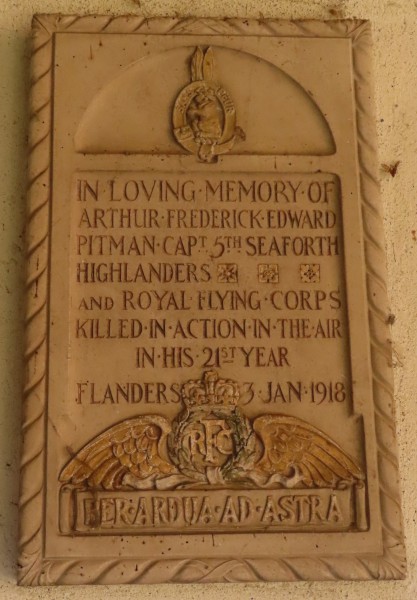 IN·LOVING·MEMORY·OF
ARTHUR·FREDERICK·EDWARD
PITMAN·CAPT. 5TH SEAFORTH
HIGHLANDERS
AND·ROYAL·FLYING·CORPS
KILLED·IN·ACTION·IN·THE·AIR
IN·HIS·21ST YEAR
FLANDERS 3·JAN·1918
RFC
PER·ARDUA·AD·ASTRA